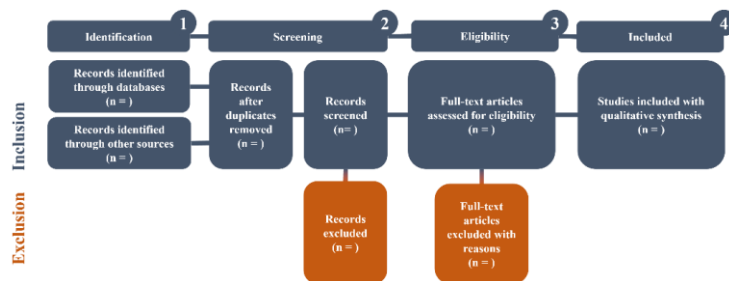 Identification
1
Screening
2
Eligibility
3
Included
4
Inclusion
Records identified
through databases
(n = )
Records identified
through other sources
(n = )
Records
after
duplicates
removed
(n = )
Records
screened
(n= )
Full-text articles
assessed for eligibility
(n = )
Studies included with
qualitative synthesis
(n = )
Exclusion
Records
excluded
(n = )
Full-text
articles
excluded with
reasons
(n = )